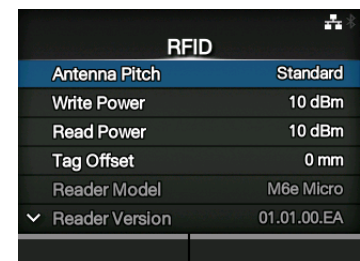 RFID
Antenna Pitch Standard
Write Power 10 dBm
Read Power 10 dBm
Tag Offset 0 mm
Reader Model M6e Micro
Reader Version 01.01.00.EA